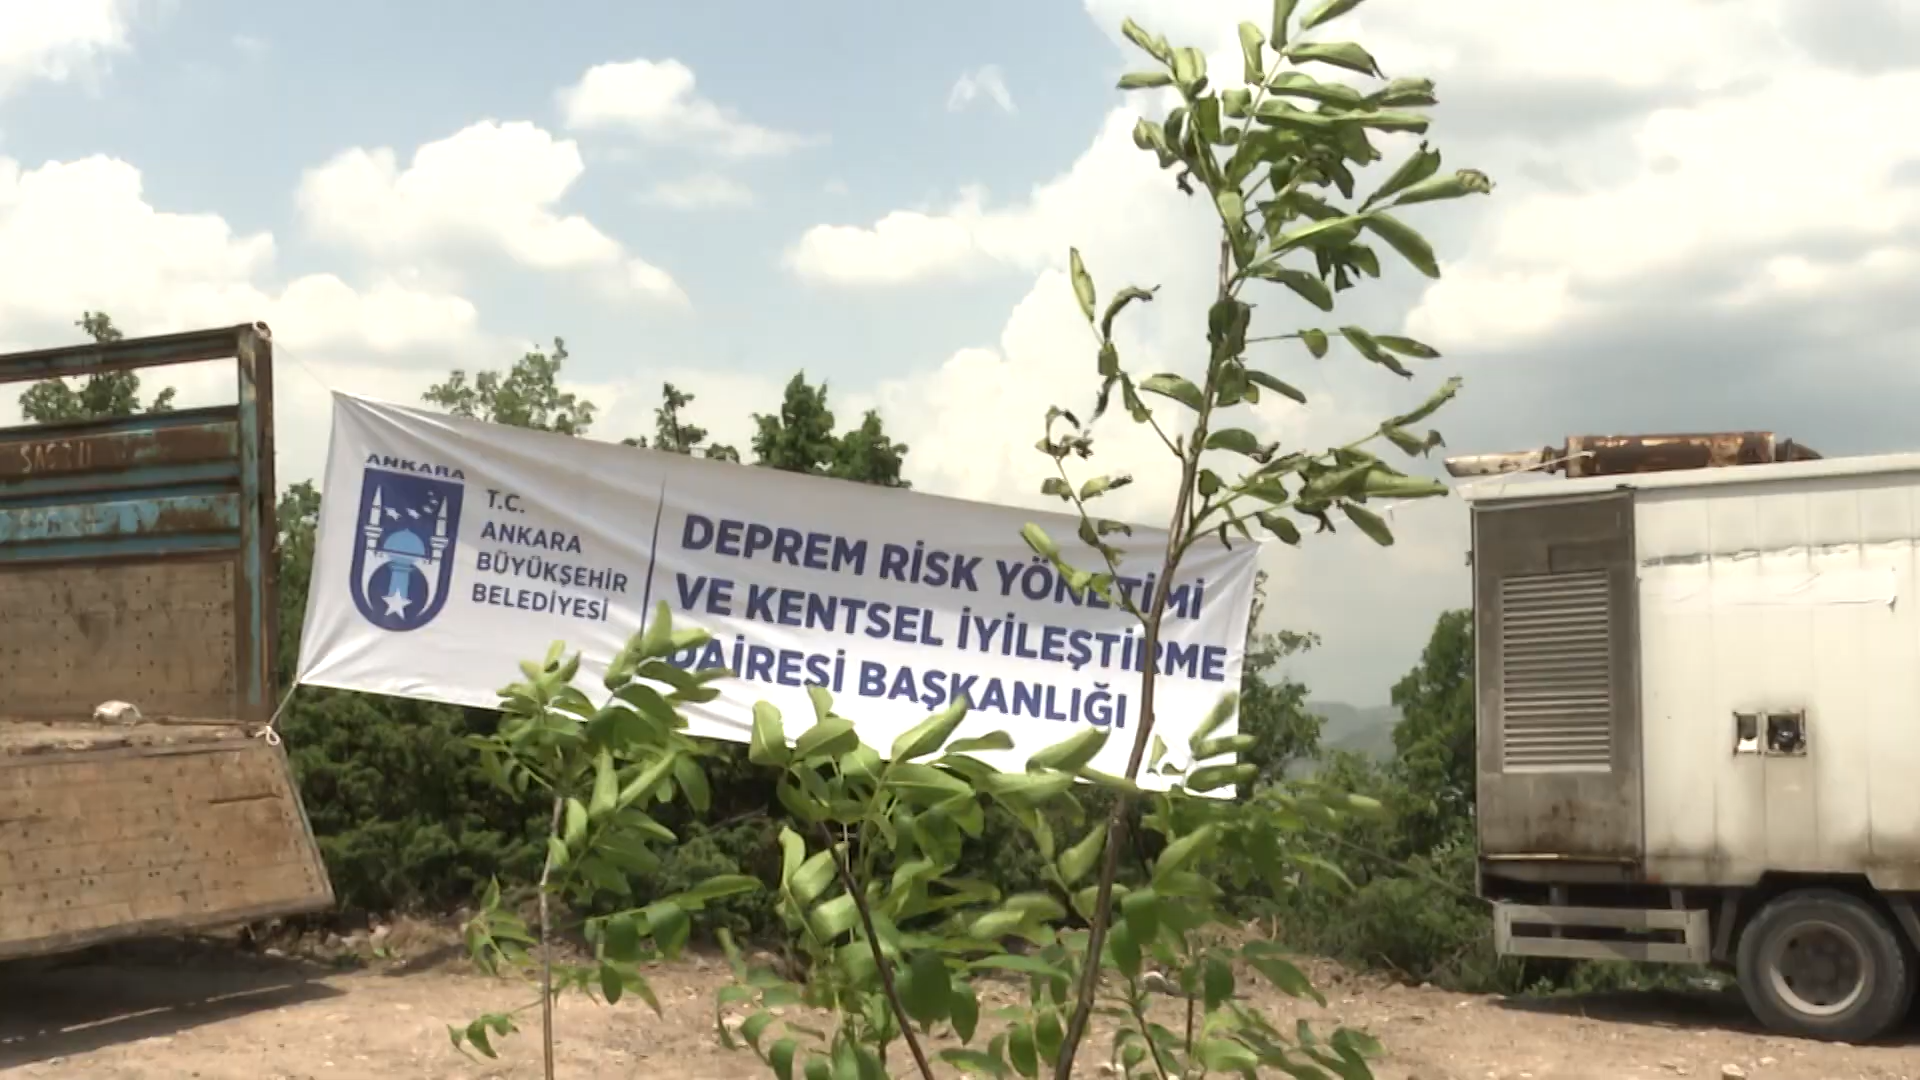 ANKARA
T.C.
ANKARA
BÜYÜKŞEHİR
BELEDİYESİ
DEPREM RİSK YÖNETİMİ
VE KENTSEL İYİLEŞTİRME
DAİRESİ BAŞKANLIĞI